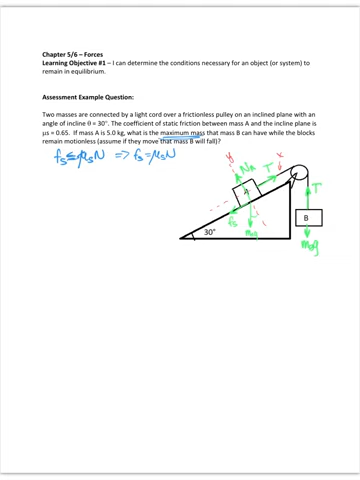 Chapter 5/6 – Forces
Learning Objective #1 – I can determine the conditions necessary for an object (or system) to
remain in equilibrium.
Assessment Example Question:
Two masses are connected by a light cord over a frictionless pulley on an inclined plane with an
angle of incline θ = 30°. The coefficient of static friction between mass A and the incline plane is
μs = 0.65. If mass A is 5.0 kg, what is the maximum mass that mass B can have while the blocks
remain motionless (assume if they move that mass B will fall)?
fs ≤ μsN => fs = μsN
y
x
NA
T
A
T
B
fs
mAg
30°
mBg